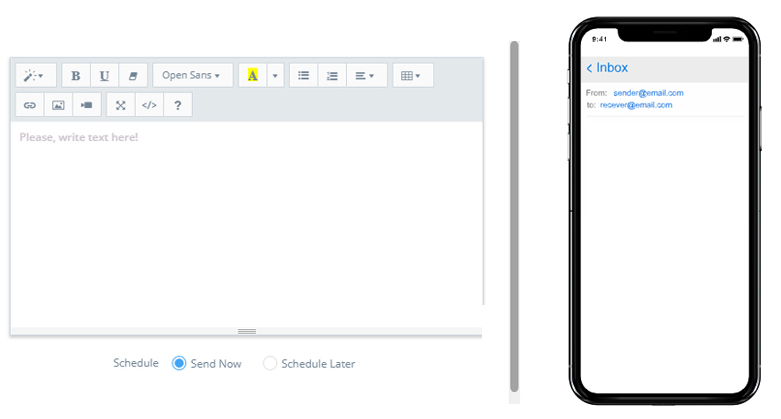 B U Open Sans A
</> ?
Please, write text here!
Schedule Send Now Schedule Later
9:41
Inbox
From: sender@email.com
to: recever@email.com